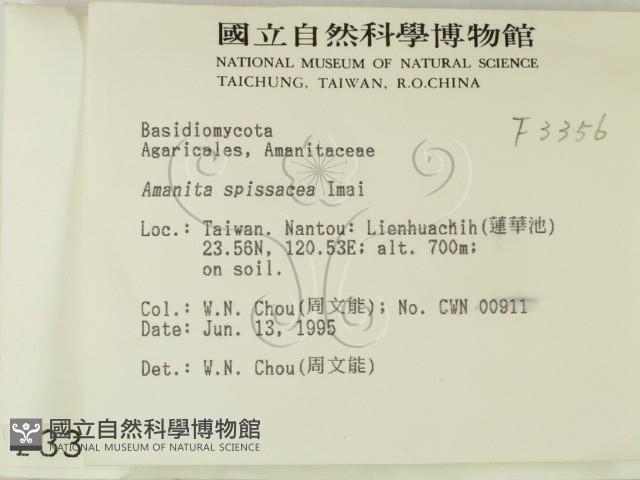 國立自然科學博物館
NATIONAL MUSEUM OF NATURAL SCIENCE
TAICHUNG, TAIWAN, R.O.CHINA
F3356
Basidiomycota
Agaricales, Amanitaceae
Amanita spissacea Imai
Loc.: Taiwan. Nantou: Lienhuachih(蓮華池)
23.56N, 120.53E; alt. 700m;
on soil.
Col.: W.N. Chou(周文能); No. CWN 00911
Date: Jun. 13, 1995
Det.: W.N. Chou(周文能)
國立自然科學博物館
NATIONAL MUSEUM OF NATURAL SCIENCE